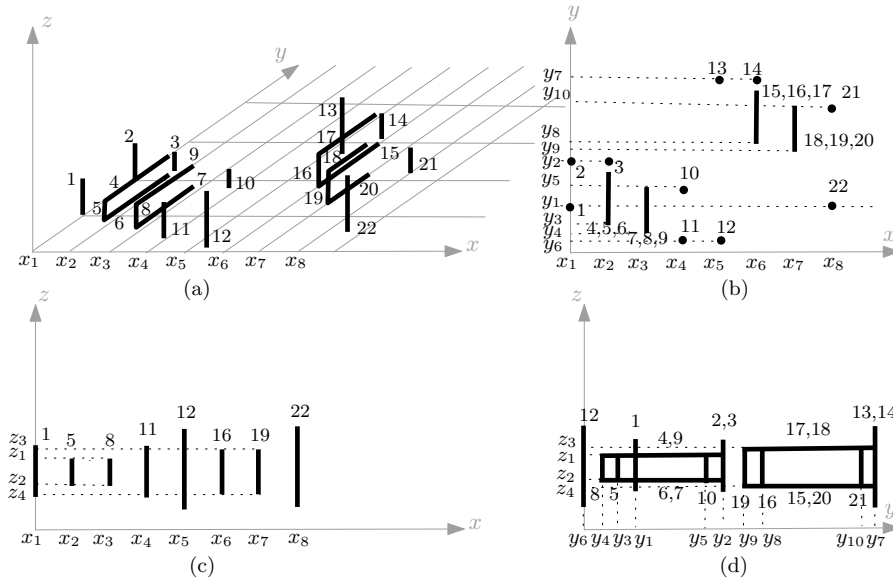 z
y
13
14
2
3
17
9
18
15
1
4
7
16
10
21
5
8
20
6
19
11
12
22
x
x1 x2 x3 x4 x5 x6 x7 x8
(a)
y
y7
13 14
y10
15,16,17 21
y8
18,19,20
y9
y2
2 3
y5
10
y1
1
22
y3
4,5,6
y4
7,8,9
11 12
y6
x
x1 x2 x3 x4 x5 x6 x7 x8
(b)
z
12
22
z3
1
5
8
11
16
19
z1
z2
z4
x
x1 x2 x3 x4 x5 x6 x7 x8
(c)
z
12
1
2,3
13,14
z3
4,9
17,18
z1
z2
z4
8 5
6,7
10
19 16
15,20
21
y
y6 y4 y3 y1 y5 y2 y9 y8 y10 y7
(d)